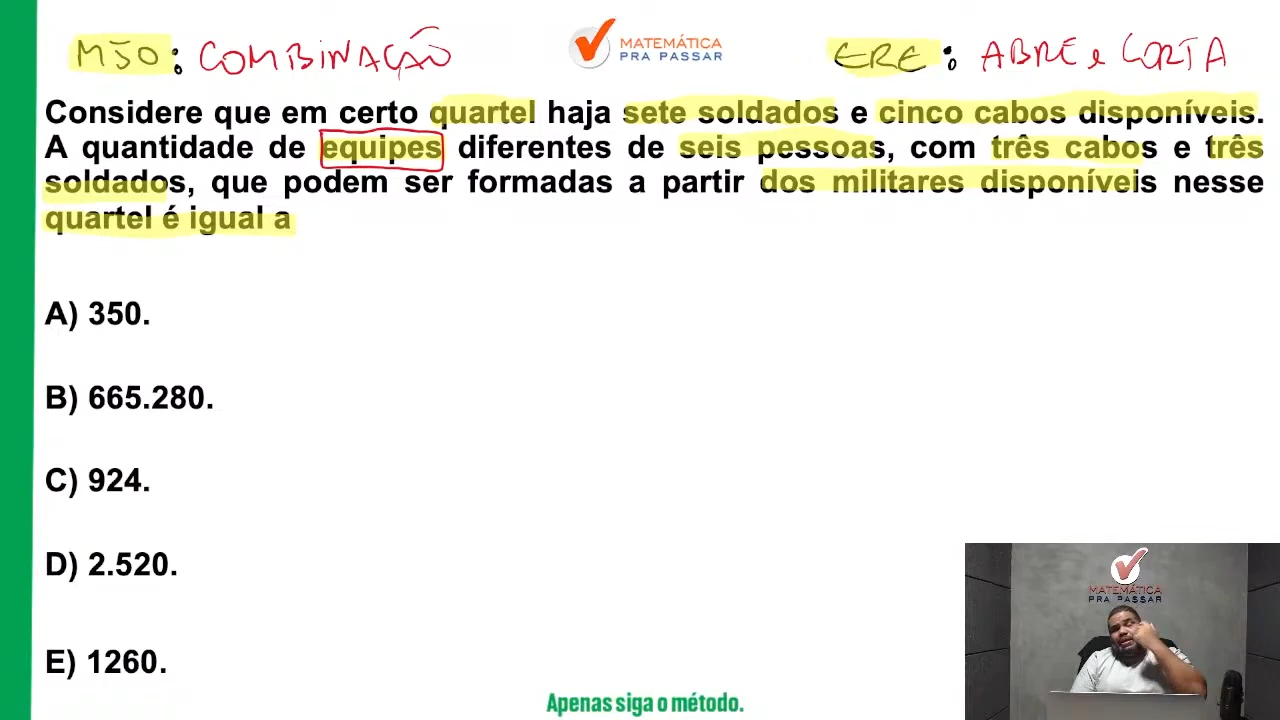 MJO: COMBINAÇÃO
MATEMÁTICA
PRA PASSAR
ERE: ABRE e CORTA
Considere que em certo quartel haja sete soldados e cinco cabos disponíveis.
A quantidade de equipes diferentes de seis pessoas, com três cabos e três
soldados, que podem ser formadas a partir dos militares disponíveis nesse
quartel é igual a
A) 350.
B) 665.280.
C) 924.
D) 2.520.
E) 1260.
MATEMÁTICA
PRA PASSAR
Apenas siga o método.